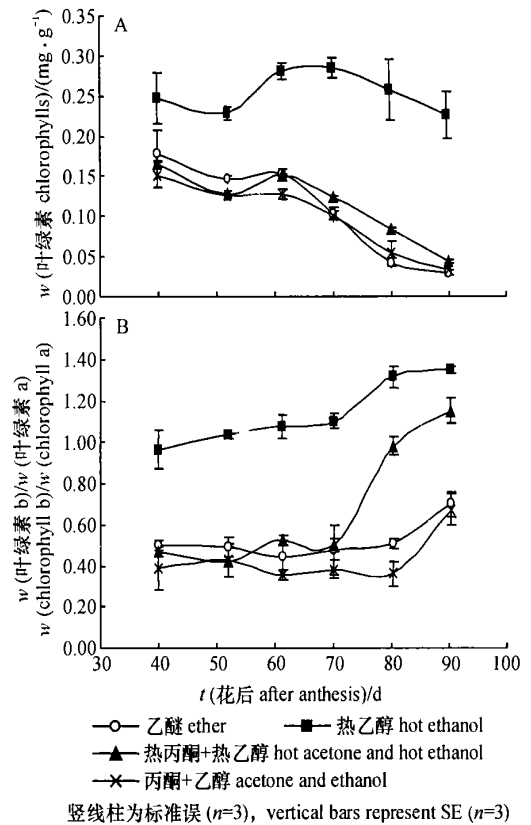 A
w (叶绿素 chlorophylls)/(mg·g⁻¹)
0.35
0.30
0.25
0.20
0.15
0.10
0.05
0.00
B
w (叶绿素 b)/w (叶绿素 a)
w (chlorophyll b)/w (chlorophyll a)
1.60
1.40
1.20
1.00
0.80
0.60
0.40
0.20
0.00
30 40 50 60 70 80 90 100
t (花后 after anthesis)/d
乙醚 ether 热乙醇 hot ethanol
热丙酮+热乙醇 hot acetone and hot ethanol
丙酮+乙醇 acetone and ethanol
竖线柱为标准误 (n=3), vertical bars represent SE (n=3)